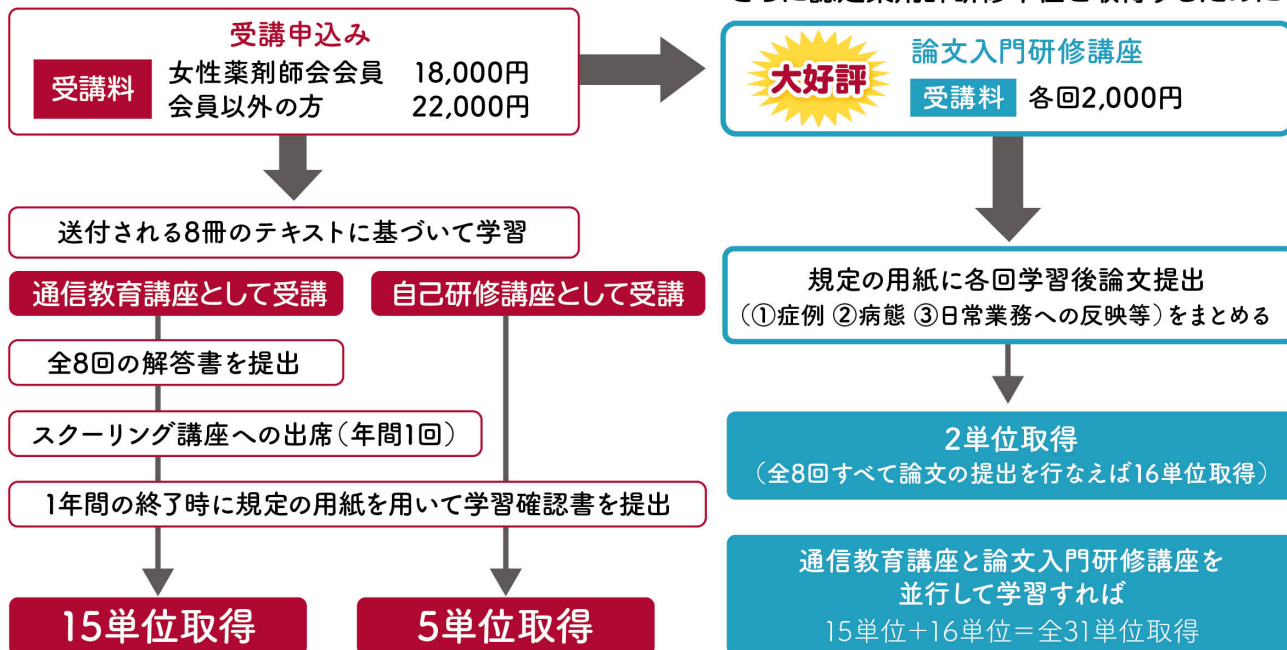 受講申込み
受講料
女性薬剤師会会員 18,000円
会員以外の方 22,000円
送付される8冊のテキストに基づいて学習
通信教育講座として受講
自己研修講座として受講
全8回の解答書を提出
スクーリング講座への出席(年間1回)
1年間の終了時に規定の用紙を用いて学習確認書を提出
15単位取得
5単位取得
大好評
論文入門研修講座
受講料 各回2,000円
規定の用紙に各回学習後論文提出
(①症例 ②病態 ③日常業務への反映等)をまとめる
2単位取得
(全8回すべて論文の提出を行なえば16単位取得)
通信教育講座と論文入門研修講座を
並行して学習すれば
15単位+16単位=全31単位取得